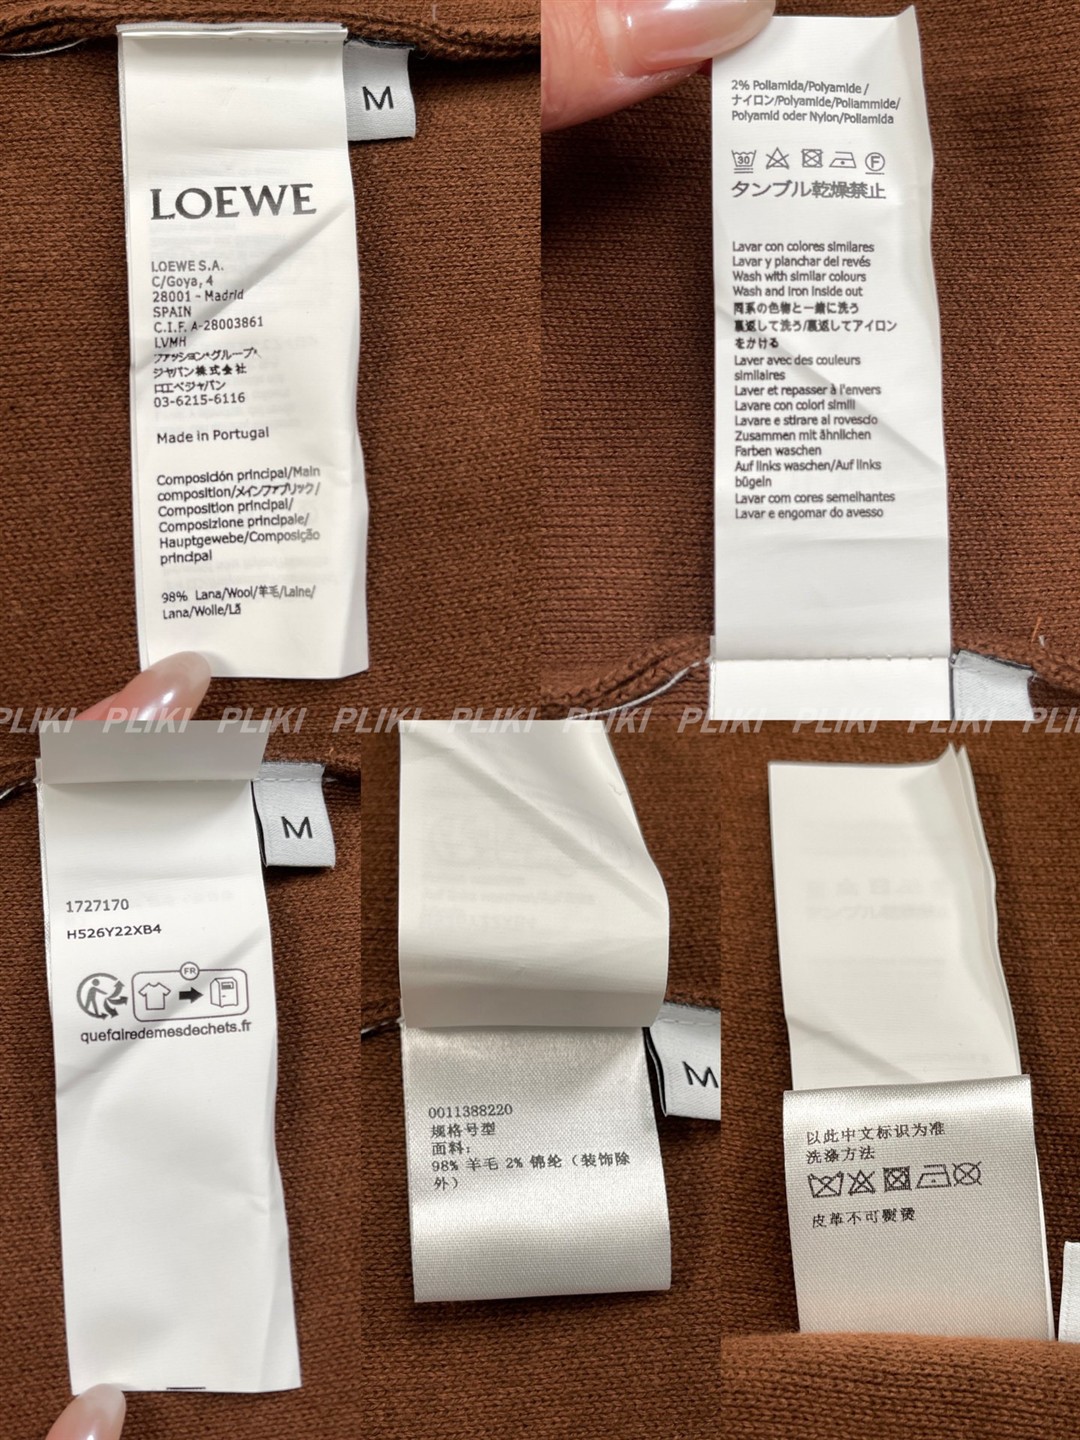 M
LOEWE
LOEWE S.A.
C/Goya, 4
28001 - Madrid
SPAIN
C.I.F. A-28003861
LVMH
ファッション・グループ・
ジャパン株式会社
ロエベジャパン
03-6215-6116
Made in Portugal
Composición principal/Main
composition/メインファブリック/
Composition principal/
Composizione principale/
Hauptgewebe/Composição
principal
98% Lana/Wool/羊毛/Laine/
Lana/Wolle/Lã
2% Poliamida/Polyamide/
ナイロン/Polyamide/Poliammide/
Polyamid oder Nylon/Poliamida
30 F
タンブル乾燥禁止
Lavar con colores similares
Lavar y planchar del revés
Wash with similar colours
Wash and iron inside out
同系の色物と一緒に洗う
裏返して洗う/裏返してアイロン
をかける
Laver avec des couleurs
similaires
Laver et repasser à l'envers
Lavare con colori simili
Lavare e stirare al rovescio
Zusammen mit ähnlichen
Farben waschen
Auf links waschen/Auf links
bügeln
Lavar com cores semelhantes
Lavar e engomar do avesso
PLIKI PLIKI PLIKI PLIKI PLIKI PLIKI PLIKI PLIKI PLIKI PLI
M
1727170
H526Y22XB4
FR
quefairedemesdechets.fr
M
0011388220
规格号型
面料:
98% 羊毛 2% 锦纶（装饰除
外）
以此中文标识为准
洗涤方法
皮革不可熨烫